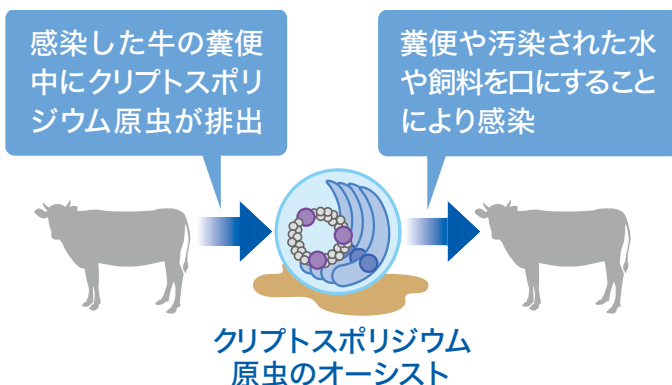 感染した牛の糞便
中にクリプトスポリ
ジウム原虫が排出
糞便や汚染された水
や飼料を口にすること
により感染
クリプトスポリジウム
原虫のオーシスト